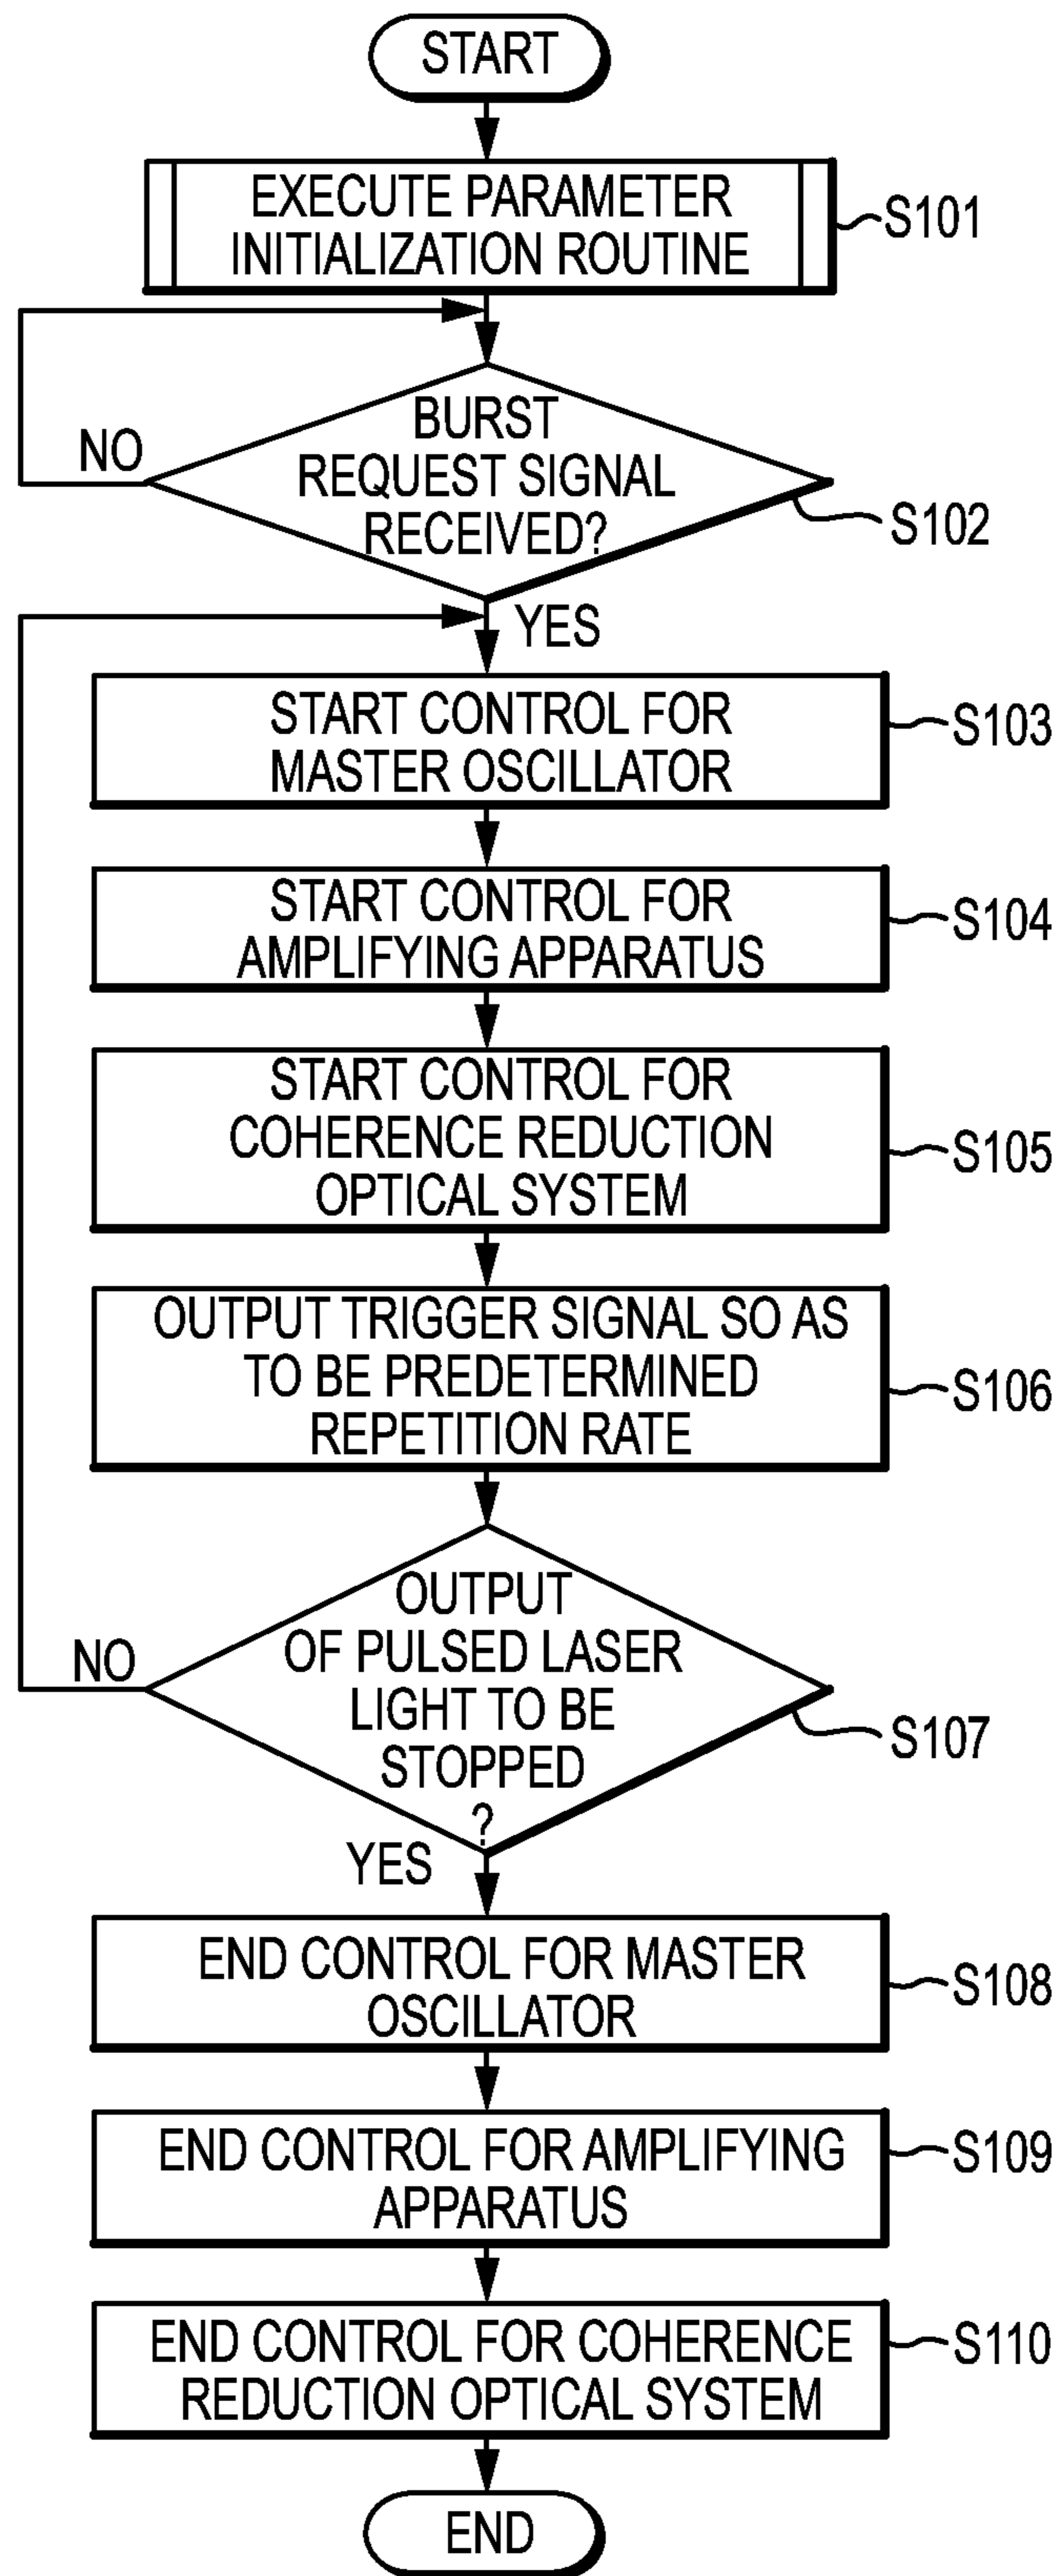 START
EXECUTE PARAMETER
INITIALIZATION ROUTINE
S101
NO
BURST
REQUEST SIGNAL
RECEIVED?
S102
YES
START CONTROL FOR
MASTER OSCILLATOR
S103
START CONTROL FOR
AMPLIFYING APPARATUS
S104
START CONTROL FOR
COHERENCE REDUCTION
OPTICAL SYSTEM
S105
OUTPUT TRIGGER SIGNAL SO AS
TO BE PREDETERMINED
REPETITION RATE
S106
NO
OUTPUT
OF PULSED LASER
LIGHT TO BE
STOPPED
?
S107
YES
END CONTROL FOR MASTER
OSCILLATOR
S108
END CONTROL FOR AMPLIFYING
APPARATUS
S109
END CONTROL FOR COHERENCE
REDUCTION OPTICAL SYSTEM
S110
END